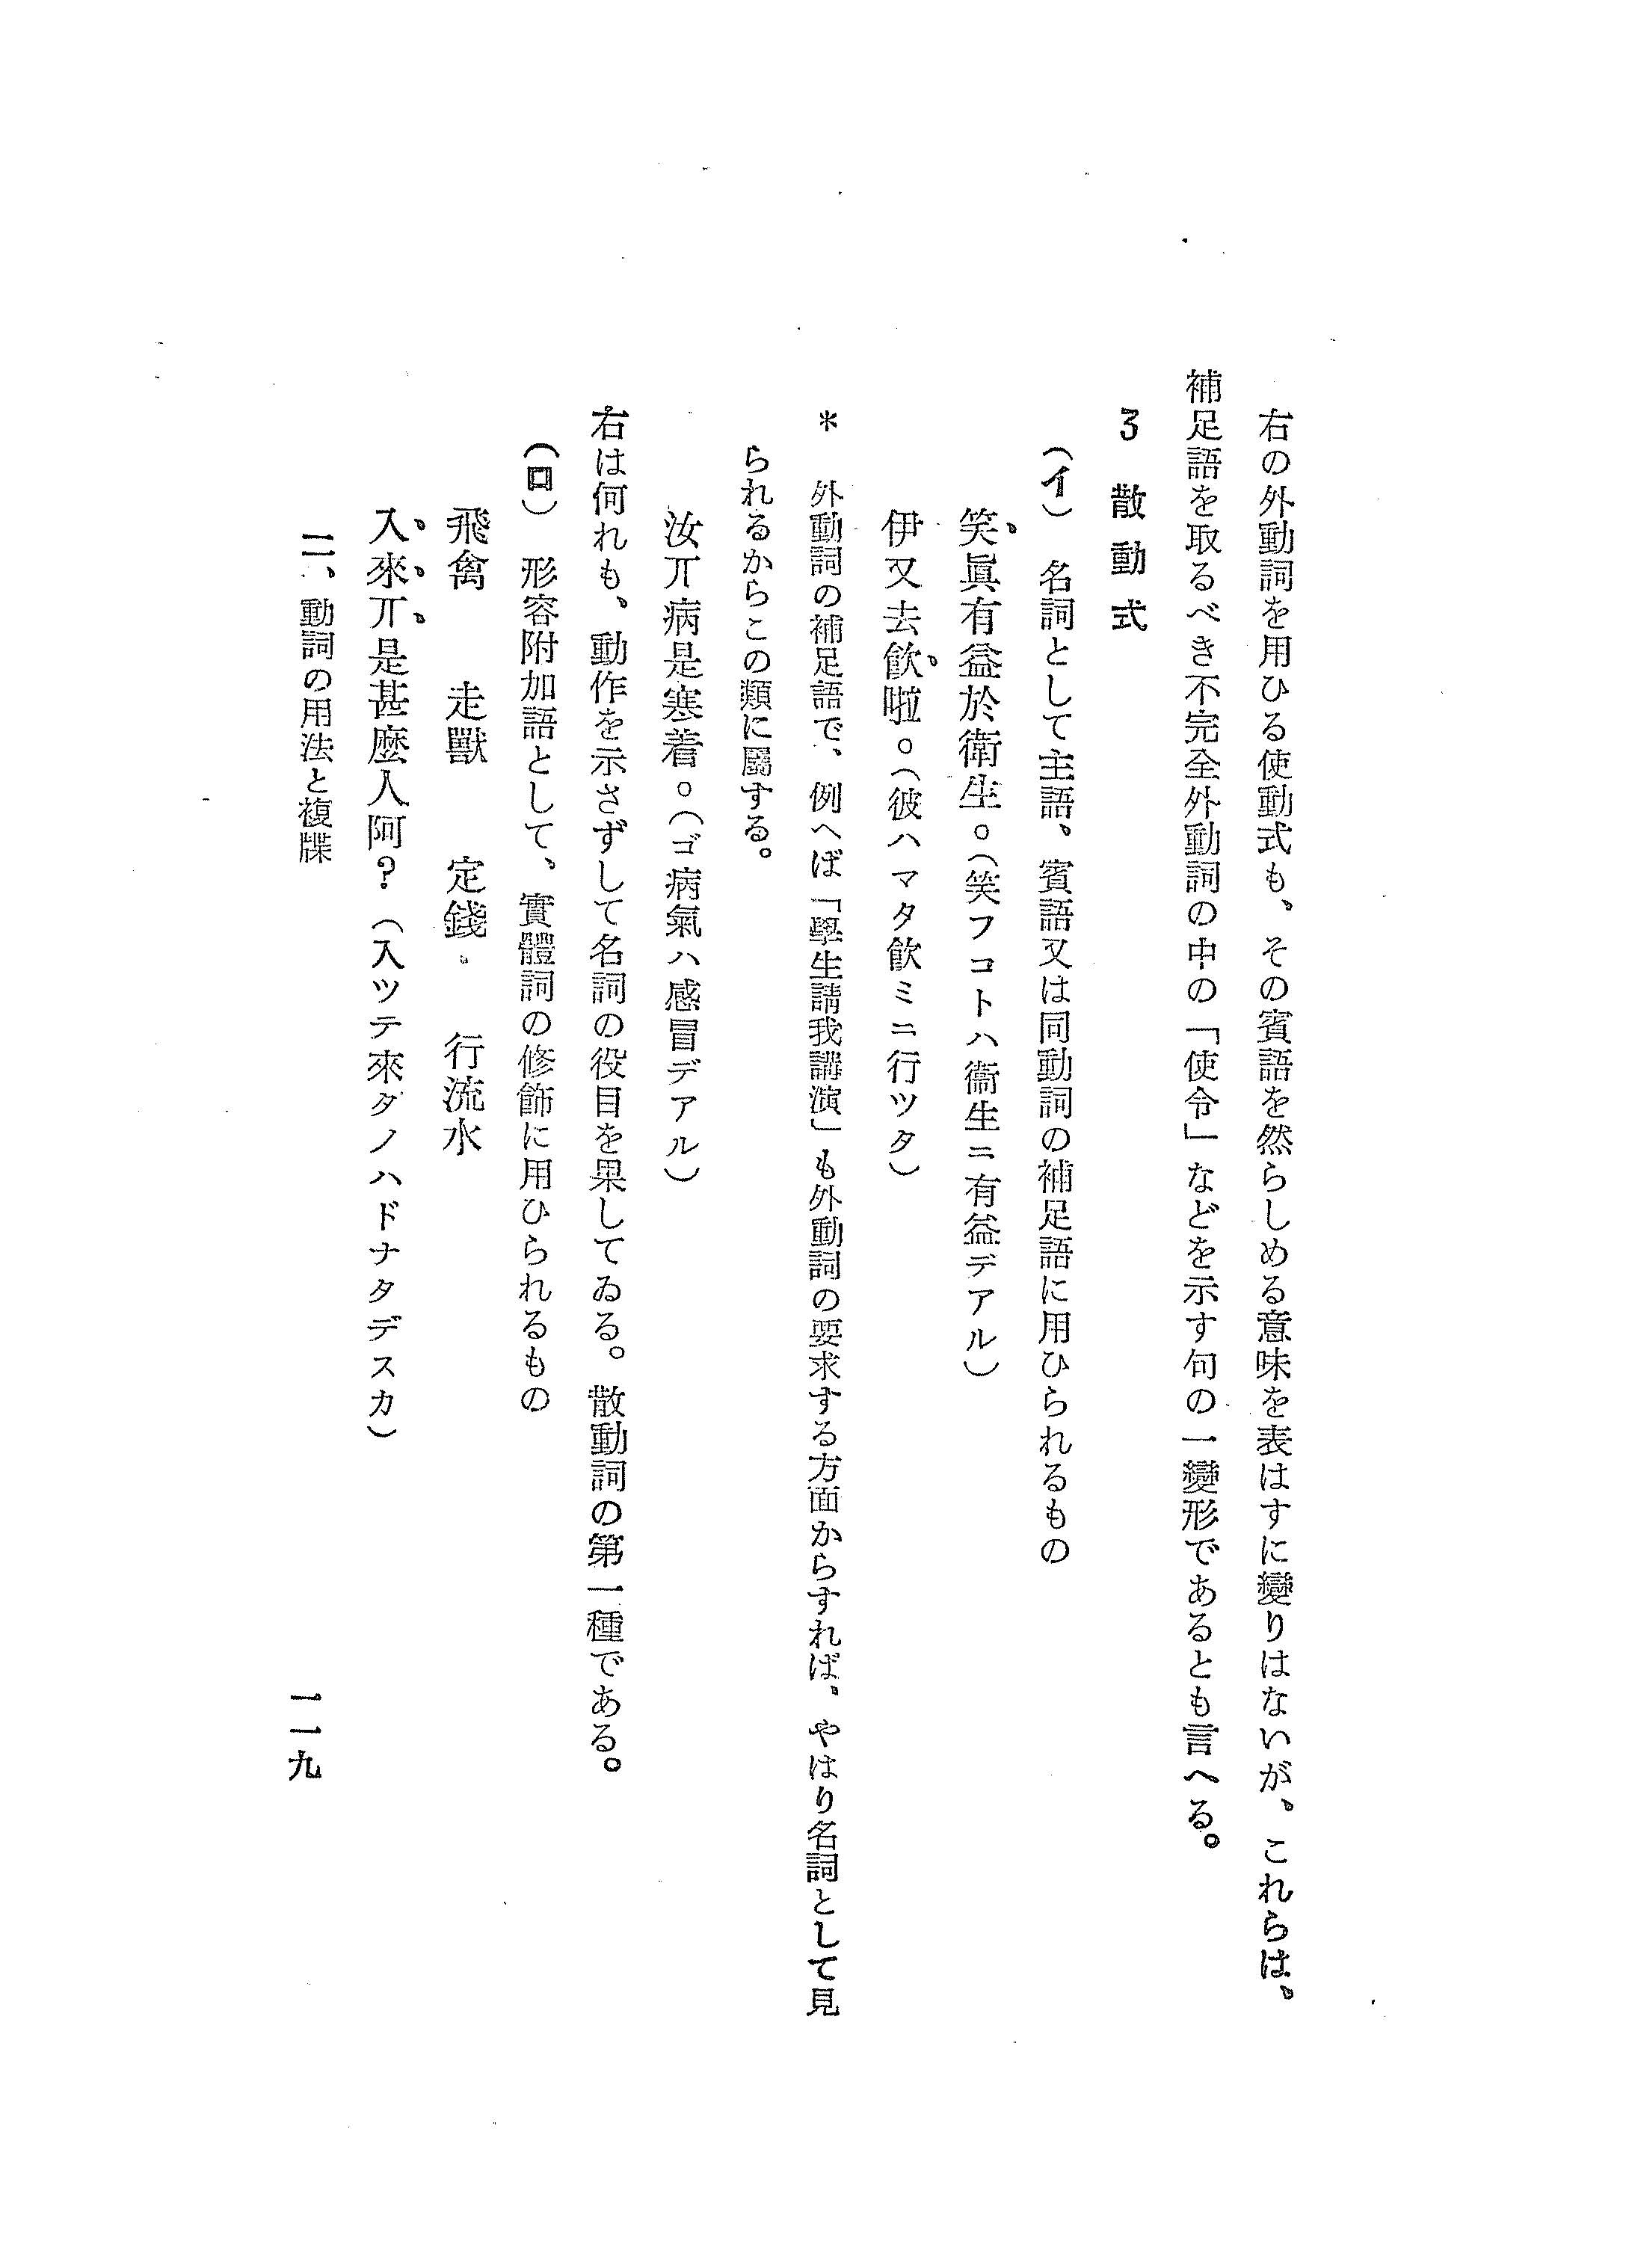 右の外動詞を用ひる使動式も、その賓語を然らしめる意味を表はすに變りはないが、これらは、
補足語を取るべき不完全外動詞の中の「使令」などを示す句の一變形であるとも言へる。
3 散動式
(イ) 名詞として主語、賓語又は同動詞の補足語に用ひられるもの
笑眞有益於衛生。(笑フコトハ衞生ニ有益デアル)
伊又去飮啦。(彼ハマタ飮ミニ行ツタ)
* 外動詞の補足語で、例へば「學生請我講演」も外動詞の要求する方面からすれば、やはり名詞として見
られるからこの類に屬する。
汝丌病是寒着。(ゴ病氣ハ感冒デアル)
右は何れも、動作を示さずして名詞の役目を果してゐる。散動詞の第一種である。
(ロ) 形容附加語として、實體詞の修飾に用ひられるもの
飛禽 走獸 定錢 行流水
入來丌是甚麼人阿? (入ツテ來タノハドナタデスカ)
二、動詞の用法と複牒
一一九